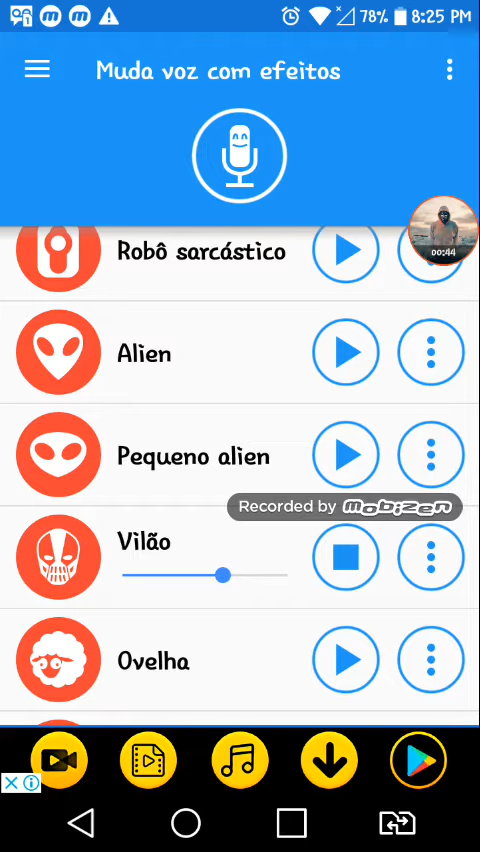 78% 8:25 PM
Muda voz com efeitos
00:44
Robô sarcástico
Alien
Pequeno alien
Recorded by mobizen
Vilão
Ovelha